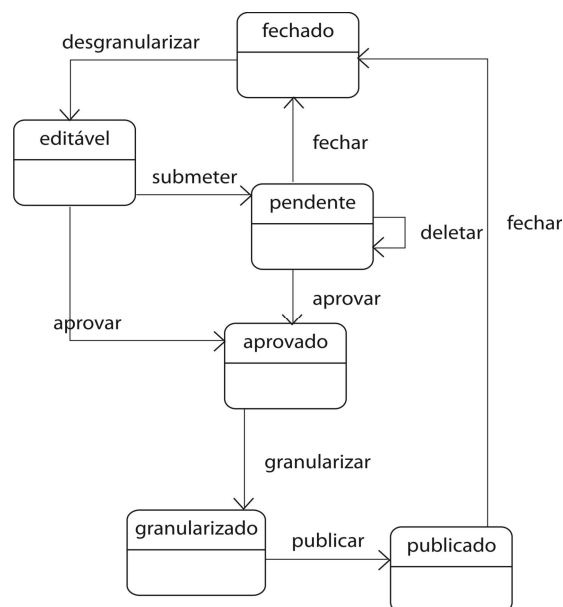 fechado
desgranularizar
editável
fechar
submeter
pendente
deletar
fechar
aprovar
aprovar
aprovado
granularizar
granularizado
publicar
publicado